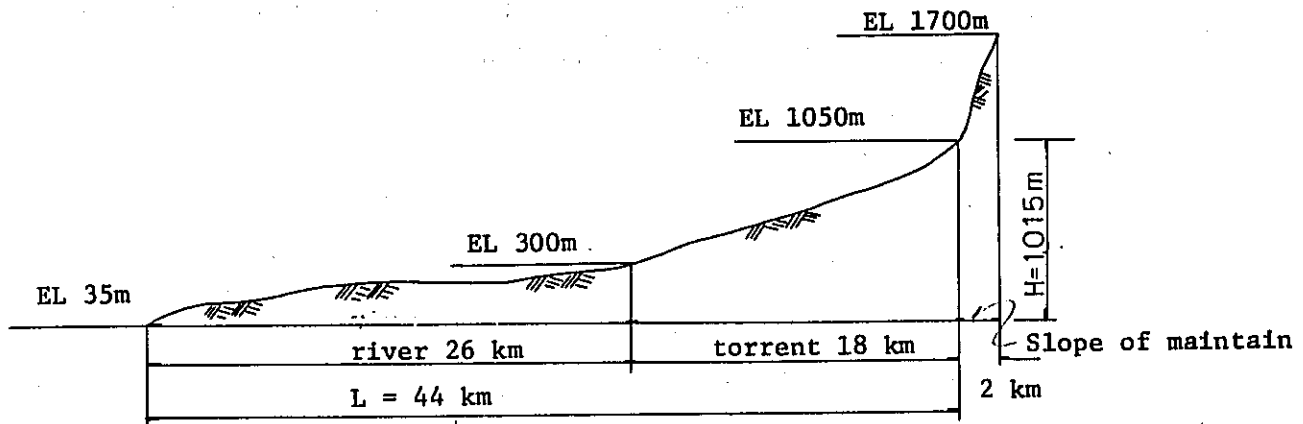 EL 1700m
EL 1050m
H=1015m
EL 300m
EL 35m
river 26 km
torrent 18 km
Slope of maintain
L = 44 km
2 km